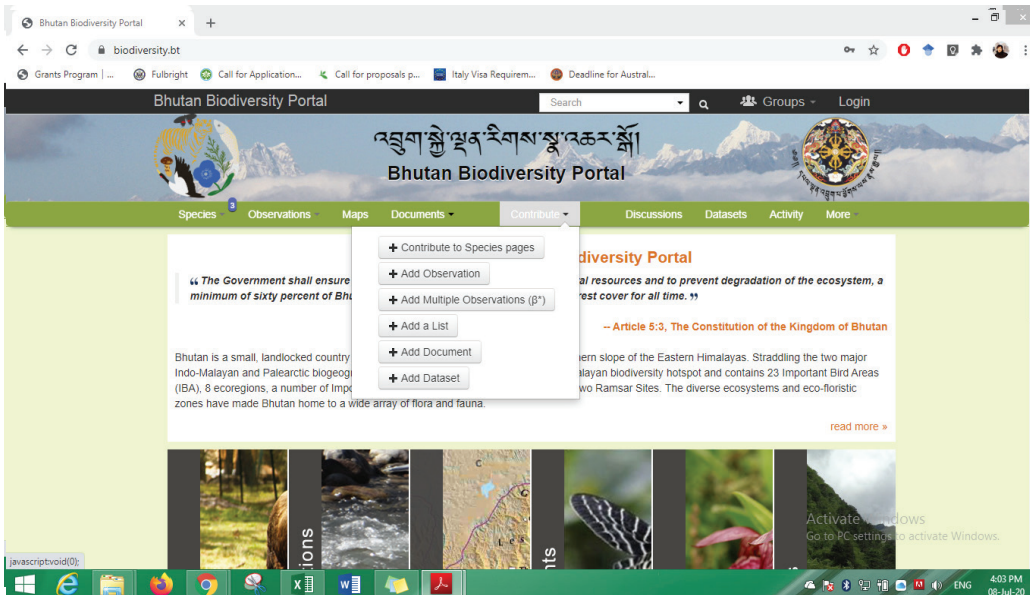 Bhutan Biodiversity Portal
biodiversity.bt
Grants Program | ... Fulbright Call for Application... Call for proposals p... Italy Visa Requirem... Deadline for Austral...
Bhutan Biodiversity Portal Search Groups Login
འབྲུག་སྐྱེ་ལྡན་རིགས་སྣ་འཆར་སྒོ།
Bhutan Biodiversity Portal
Species 3 Observations Maps Documents Contribute Discussions Datasets Activity More
+ Contribute to Species pages
+ Add Observation
+ Add Multiple Observations (β*)
+ Add a List
+ Add Document
+ Add Dataset
diversity Portal
“ The Government shall ensure al resources and to prevent degradation of the ecosystem, a
minimum of sixty percent of Bhu rest cover for all time. ”
-- Article 5:3, The Constitution of the Kingdom of Bhutan
Bhutan is a small, landlocked country ern slope of the Eastern Himalayas. Straddling the two major
Indo-Malayan and Palearctic biogeogr alayan biodiversity hotspot and contains 23 Important Bird Areas
(IBA), 8 ecoregions, a number of Impo wo Ramsar Sites. The diverse ecosystems and eco-floristic
zones have made Bhutan home to a wide array of flora and fauna.
read more »
tions
nts
s
Activate Windows
Go to PC settings to activate Windows.
javascript:void(0);
ENG 4:03 PM
08-Jul-20